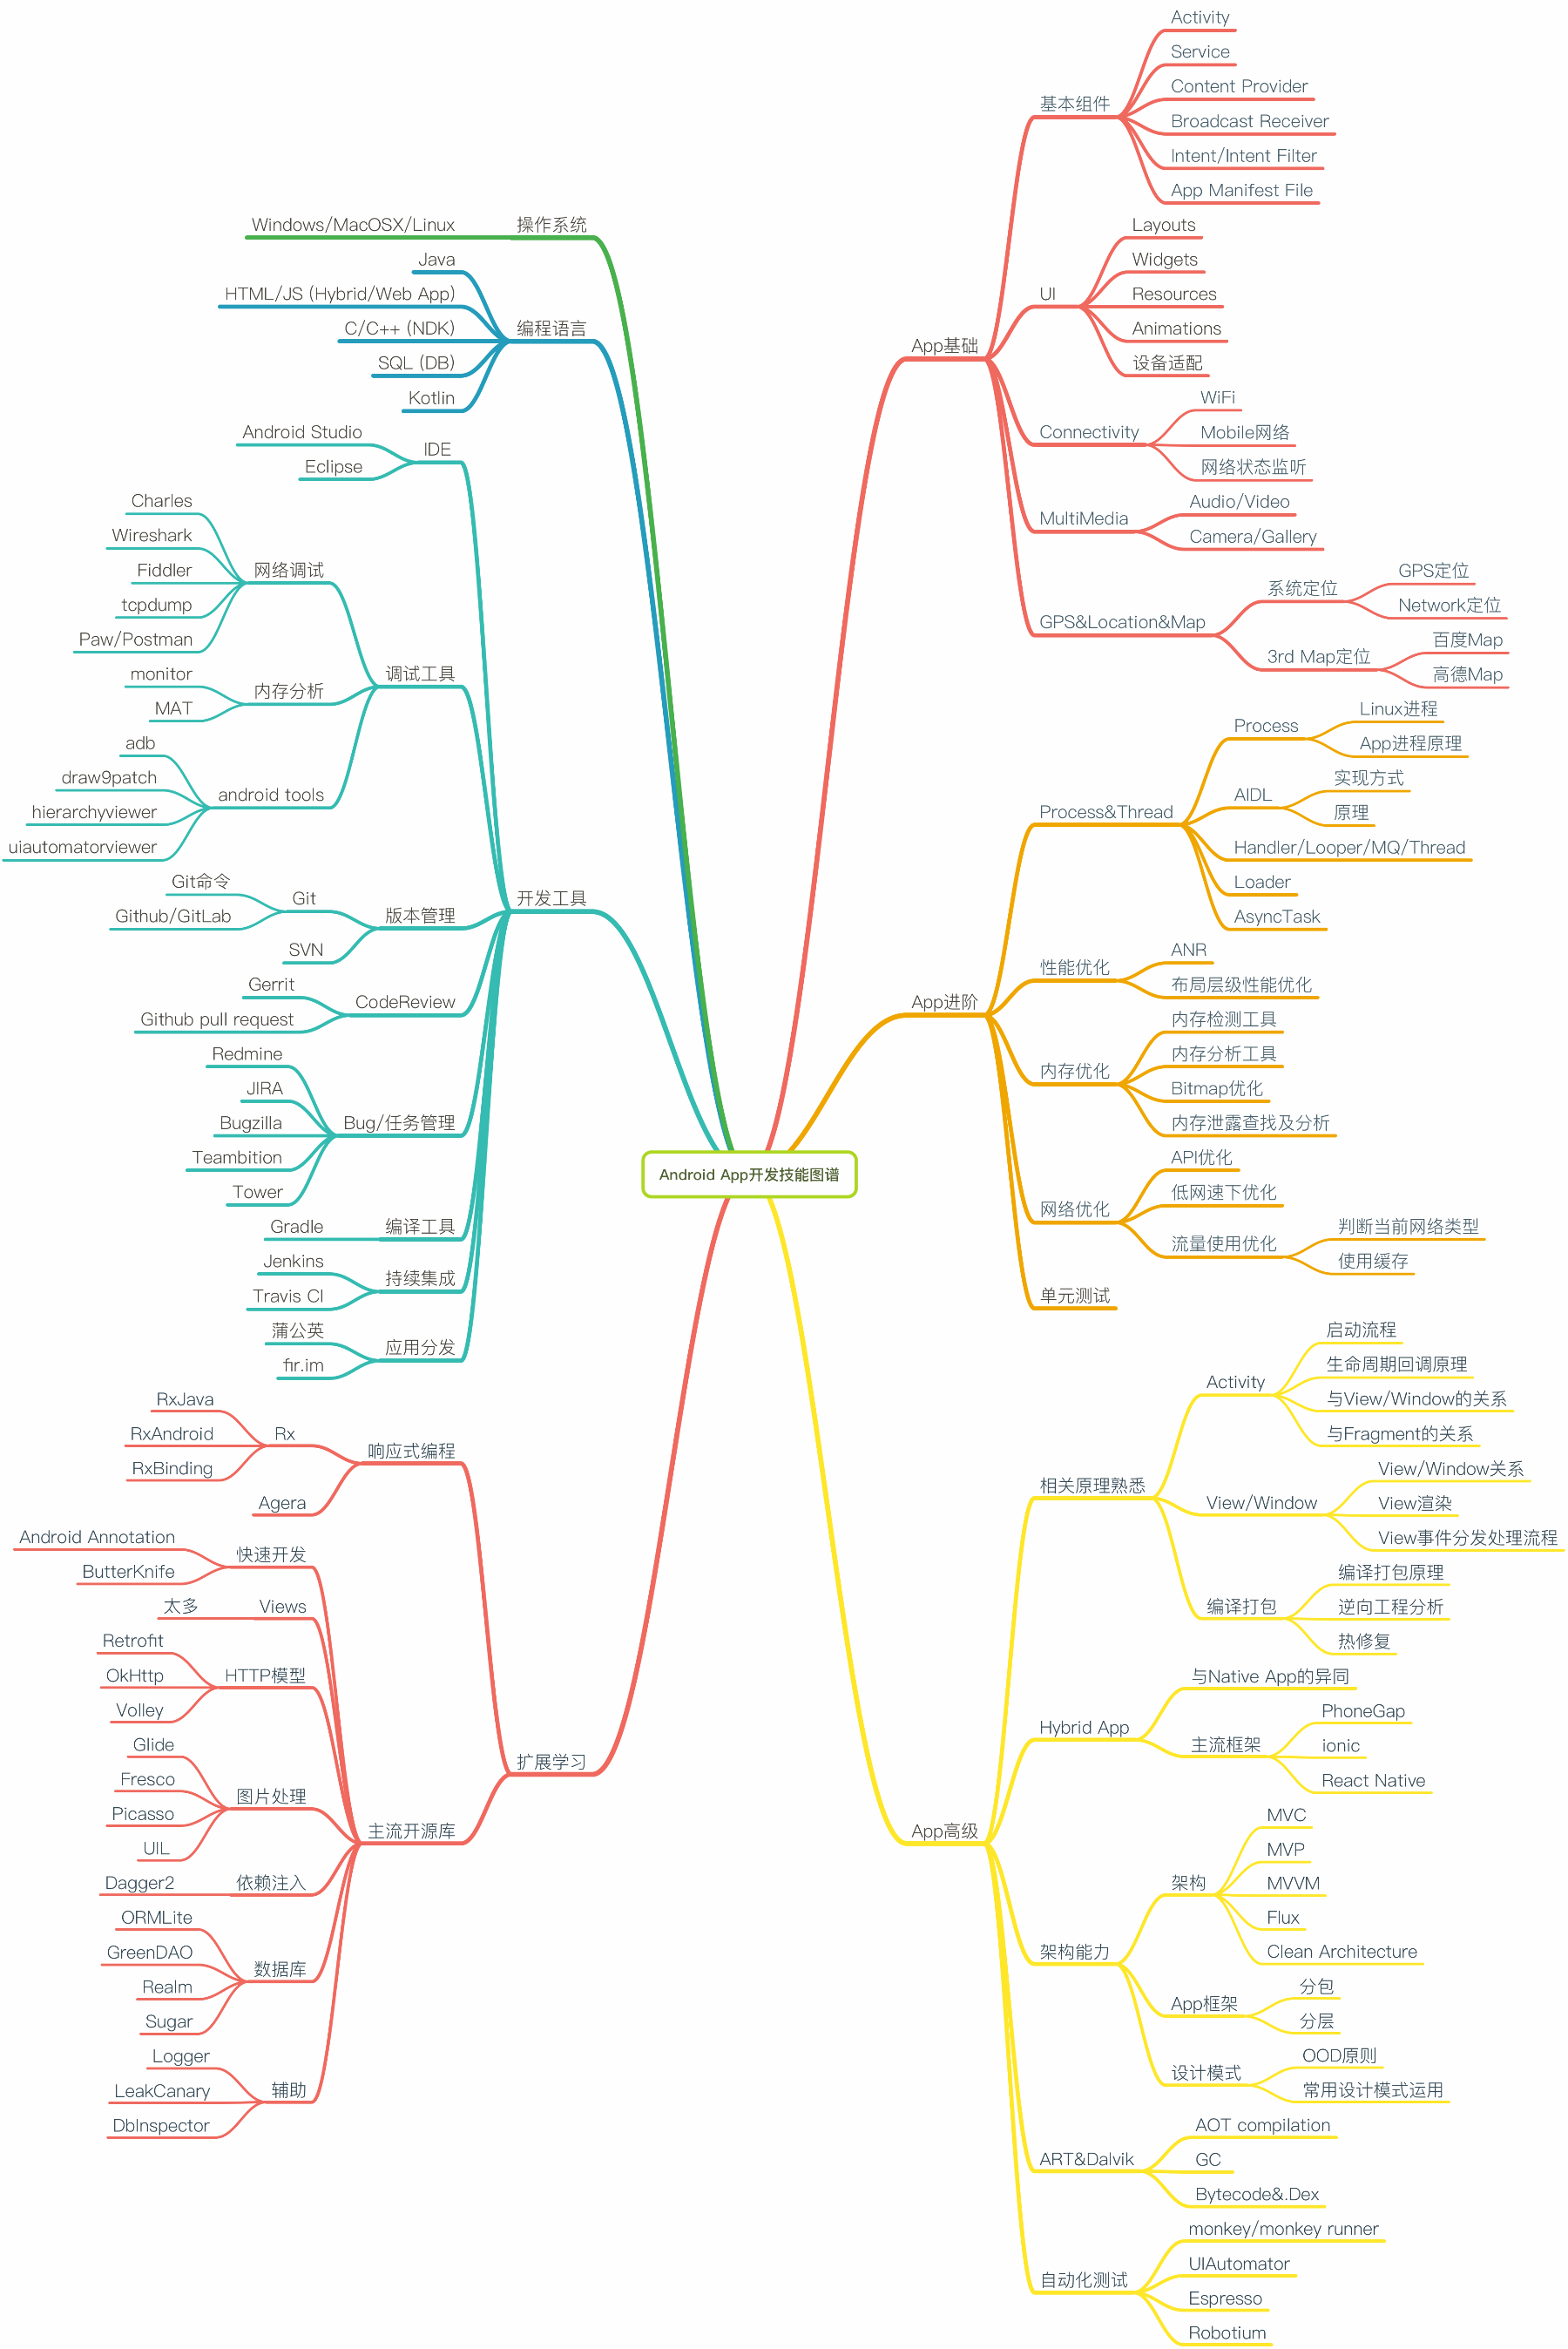 Android App开发技能图谱
操作系统
Windows/MacOSX/Linux
编程语言
Java
HTML/JS (Hybrid/Web App)
C/C++ (NDK)
SQL (DB)
Kotlin
开发工具
IDE
Android Studio
Eclipse
调试工具
网络调试
Charles
Wireshark
Fiddler
tcpdump
Paw/Postman
内存分析
monitor
MAT
android tools
adb
draw9patch
hierarchyviewer
uiautomatorviewer
版本管理
Git
Git命令
Github/GitLab
SVN
CodeReview
Gerrit
Github pull request
Bug/任务管理
Redmine
JIRA
Bugzilla
Teambition
Tower
编译工具
Gradle
持续集成
Jenkins
Travis CI
应用分发
蒲公英
fir.im
扩展学习
响应式编程
Rx
RxJava
RxAndroid
RxBinding
Agera
主流开源库
快速开发
Android Annotation
ButterKnife
Views
太多
HTTP模型
Retrofit
OkHttp
Volley
图片处理
Glide
Fresco
Picasso
UIL
依赖注入
Dagger2
数据库
ORMLite
GreenDAO
Realm
Sugar
辅助
Logger
LeakCanary
DbInspector
App基础
基本组件
Activity
Service
Content Provider
Broadcast Receiver
Intent/Intent Filter
App Manifest File
UI
Layouts
Widgets
Resources
Animations
设备适配
Connectivity
WiFi
Mobile网络
网络状态监听
MultiMedia
Audio/Video
Camera/Gallery
GPS&Location&Map
系统定位
GPS定位
Network定位
3rd Map定位
百度Map
高德Map
App进阶
Process&Thread
Process
Linux进程
App进程原理
AIDL
实现方式
原理
Handler/Looper/MQ/Thread
Loader
AsyncTask
性能优化
ANR
布局层级性能优化
内存优化
内存检测工具
内存分析工具
Bitmap优化
内存泄露查找及分析
网络优化
API优化
低网速下优化
流量使用优化
判断当前网络类型
使用缓存
单元测试
App高级
相关原理熟悉
Activity
启动流程
生命周期回调原理
与View/Window的关系
与Fragment的关系
View/Window
View/Window关系
View渲染
View事件分发处理流程
编译打包
编译打包原理
逆向工程分析
热修复
Hybrid App
与Native App的异同
主流框架
PhoneGap
ionic
React Native
架构能力
架构
MVC
MVP
MVVM
Flux
Clean Architecture
App框架
分包
分层
设计模式
OOD原则
常用设计模式运用
ART&Dalvik
AOT compilation
GC
Bytecode&.Dex
自动化测试
monkey/monkey runner
UIAutomator
Espresso
Robotium